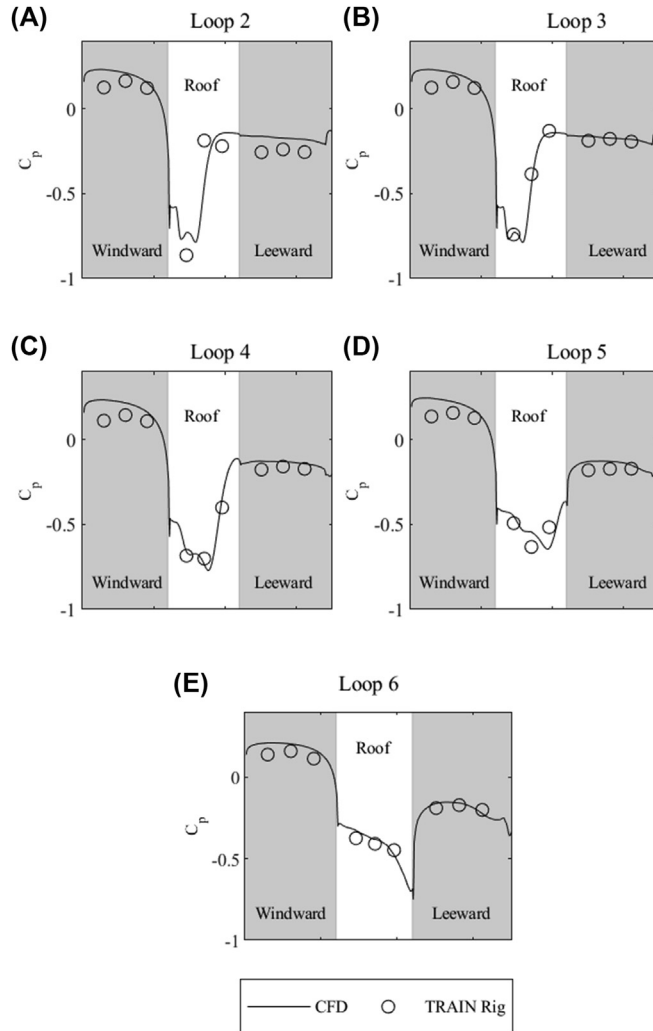 (A)
Loop 2
0
-0.5
-1
C_p
Roof
Windward
Leeward
(B)
Loop 3
0
-0.5
-1
C_p
Roof
Windward
Leeward
(C)
Loop 4
0
-0.5
-1
C_p
Roof
Windward
Leeward
(D)
Loop 5
0
-0.5
-1
C_p
Roof
Windward
Leeward
(E)
Loop 6
0
-0.5
-1
C_p
Roof
Windward
Leeward
CFD
TRAIN Rig